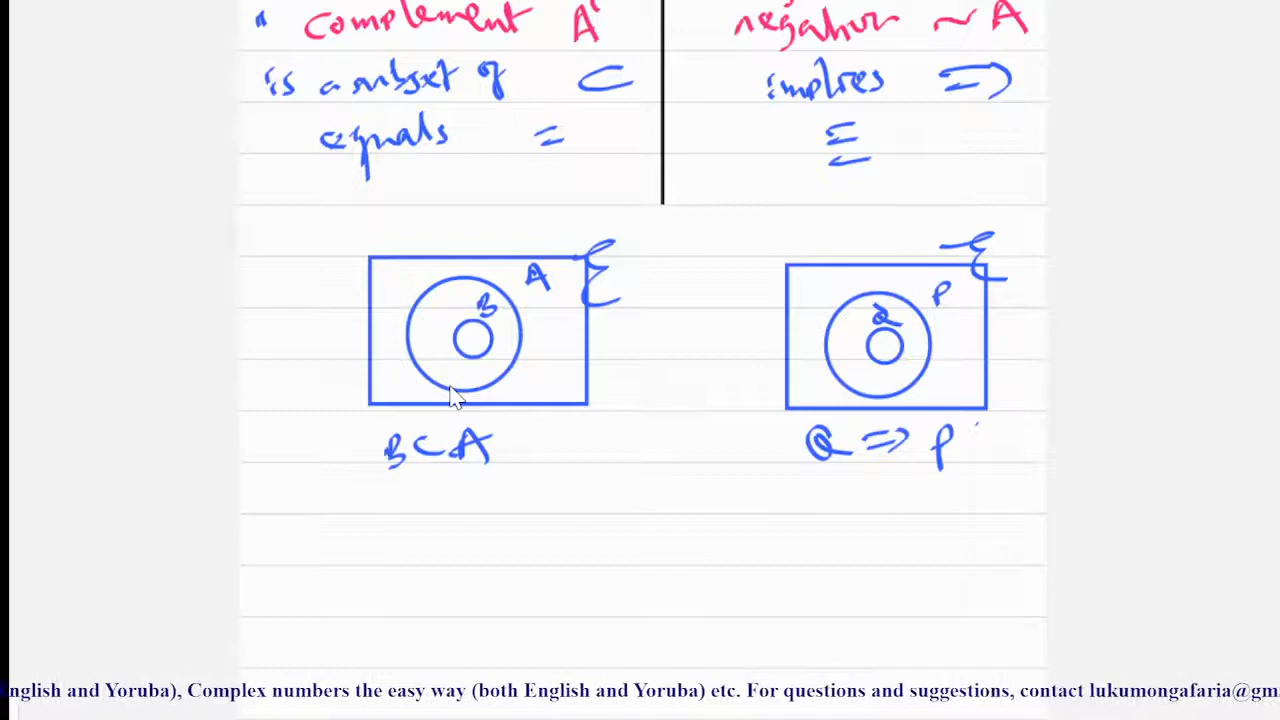 " complement A' negation ~ A
is a subset of ⊂ implies ⇒
equals = ≡
A ξ
B
P ξ
Q
B ⊂ A Q ⇒ P
English and Yoruba), Complex numbers the easy way (both English and Yoruba) etc. For questions and suggestions, contact lukumongafaria@gm